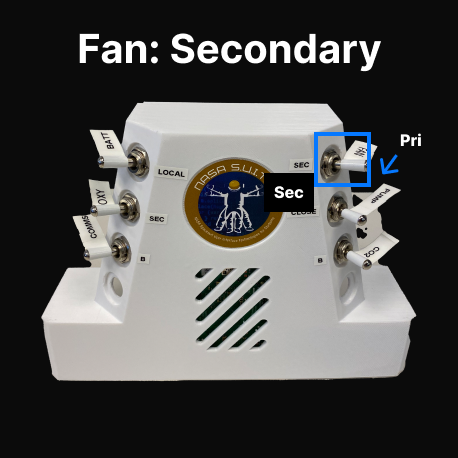 Fan: Secondary
Pri
BATT
LOCAL
SEC
FAN
NASA S.U.I.T.S
Sec
OXY
SEC
CLOSE
PUMP
COMMS
B
B
CO2